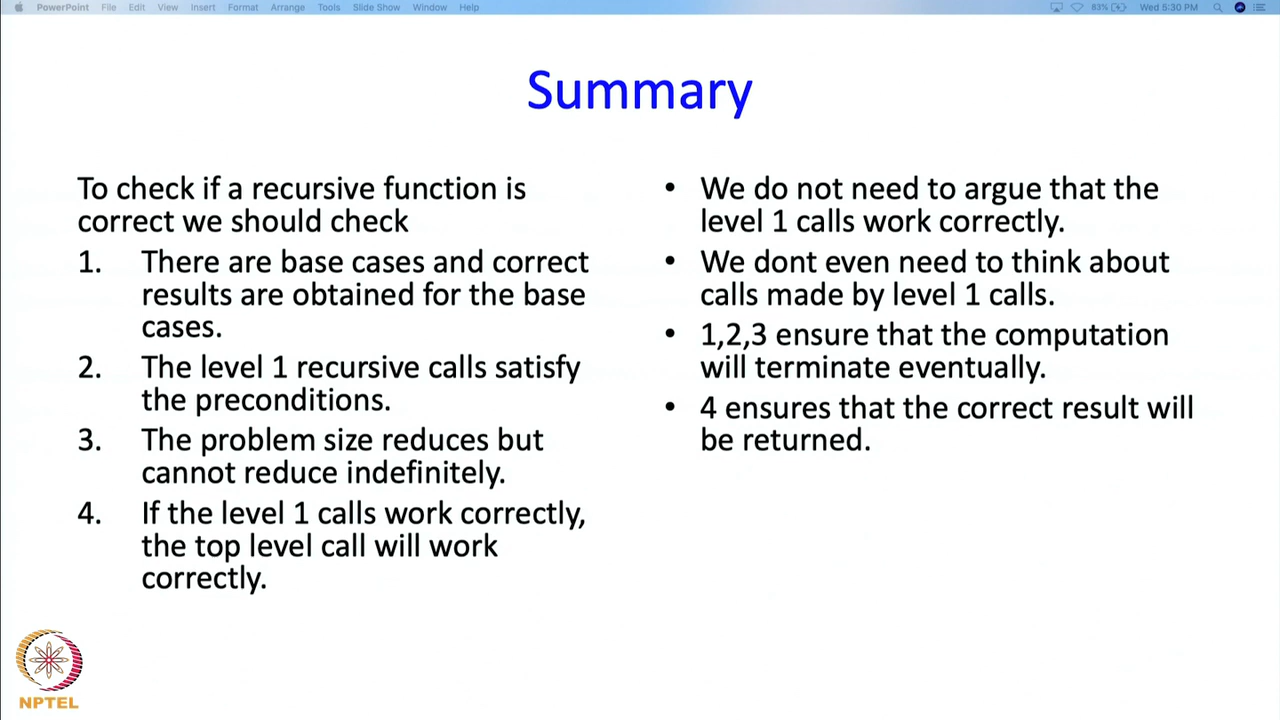 PowerPoint File Edit View Insert Format Arrange Tools Slide Show Window Help 83% Wed 5:30 PM
Summary
To check if a recursive function is
correct we should check
1. There are base cases and correct
results are obtained for the base
cases.
2. The level 1 recursive calls satisfy
the preconditions.
3. The problem size reduces but
cannot reduce indefinitely.
4. If the level 1 calls work correctly,
the top level call will work
correctly.
• We do not need to argue that the
level 1 calls work correctly.
• We dont even need to think about
calls made by level 1 calls.
• 1,2,3 ensure that the computation
will terminate eventually.
• 4 ensures that the correct result will
be returned.
NPTEL